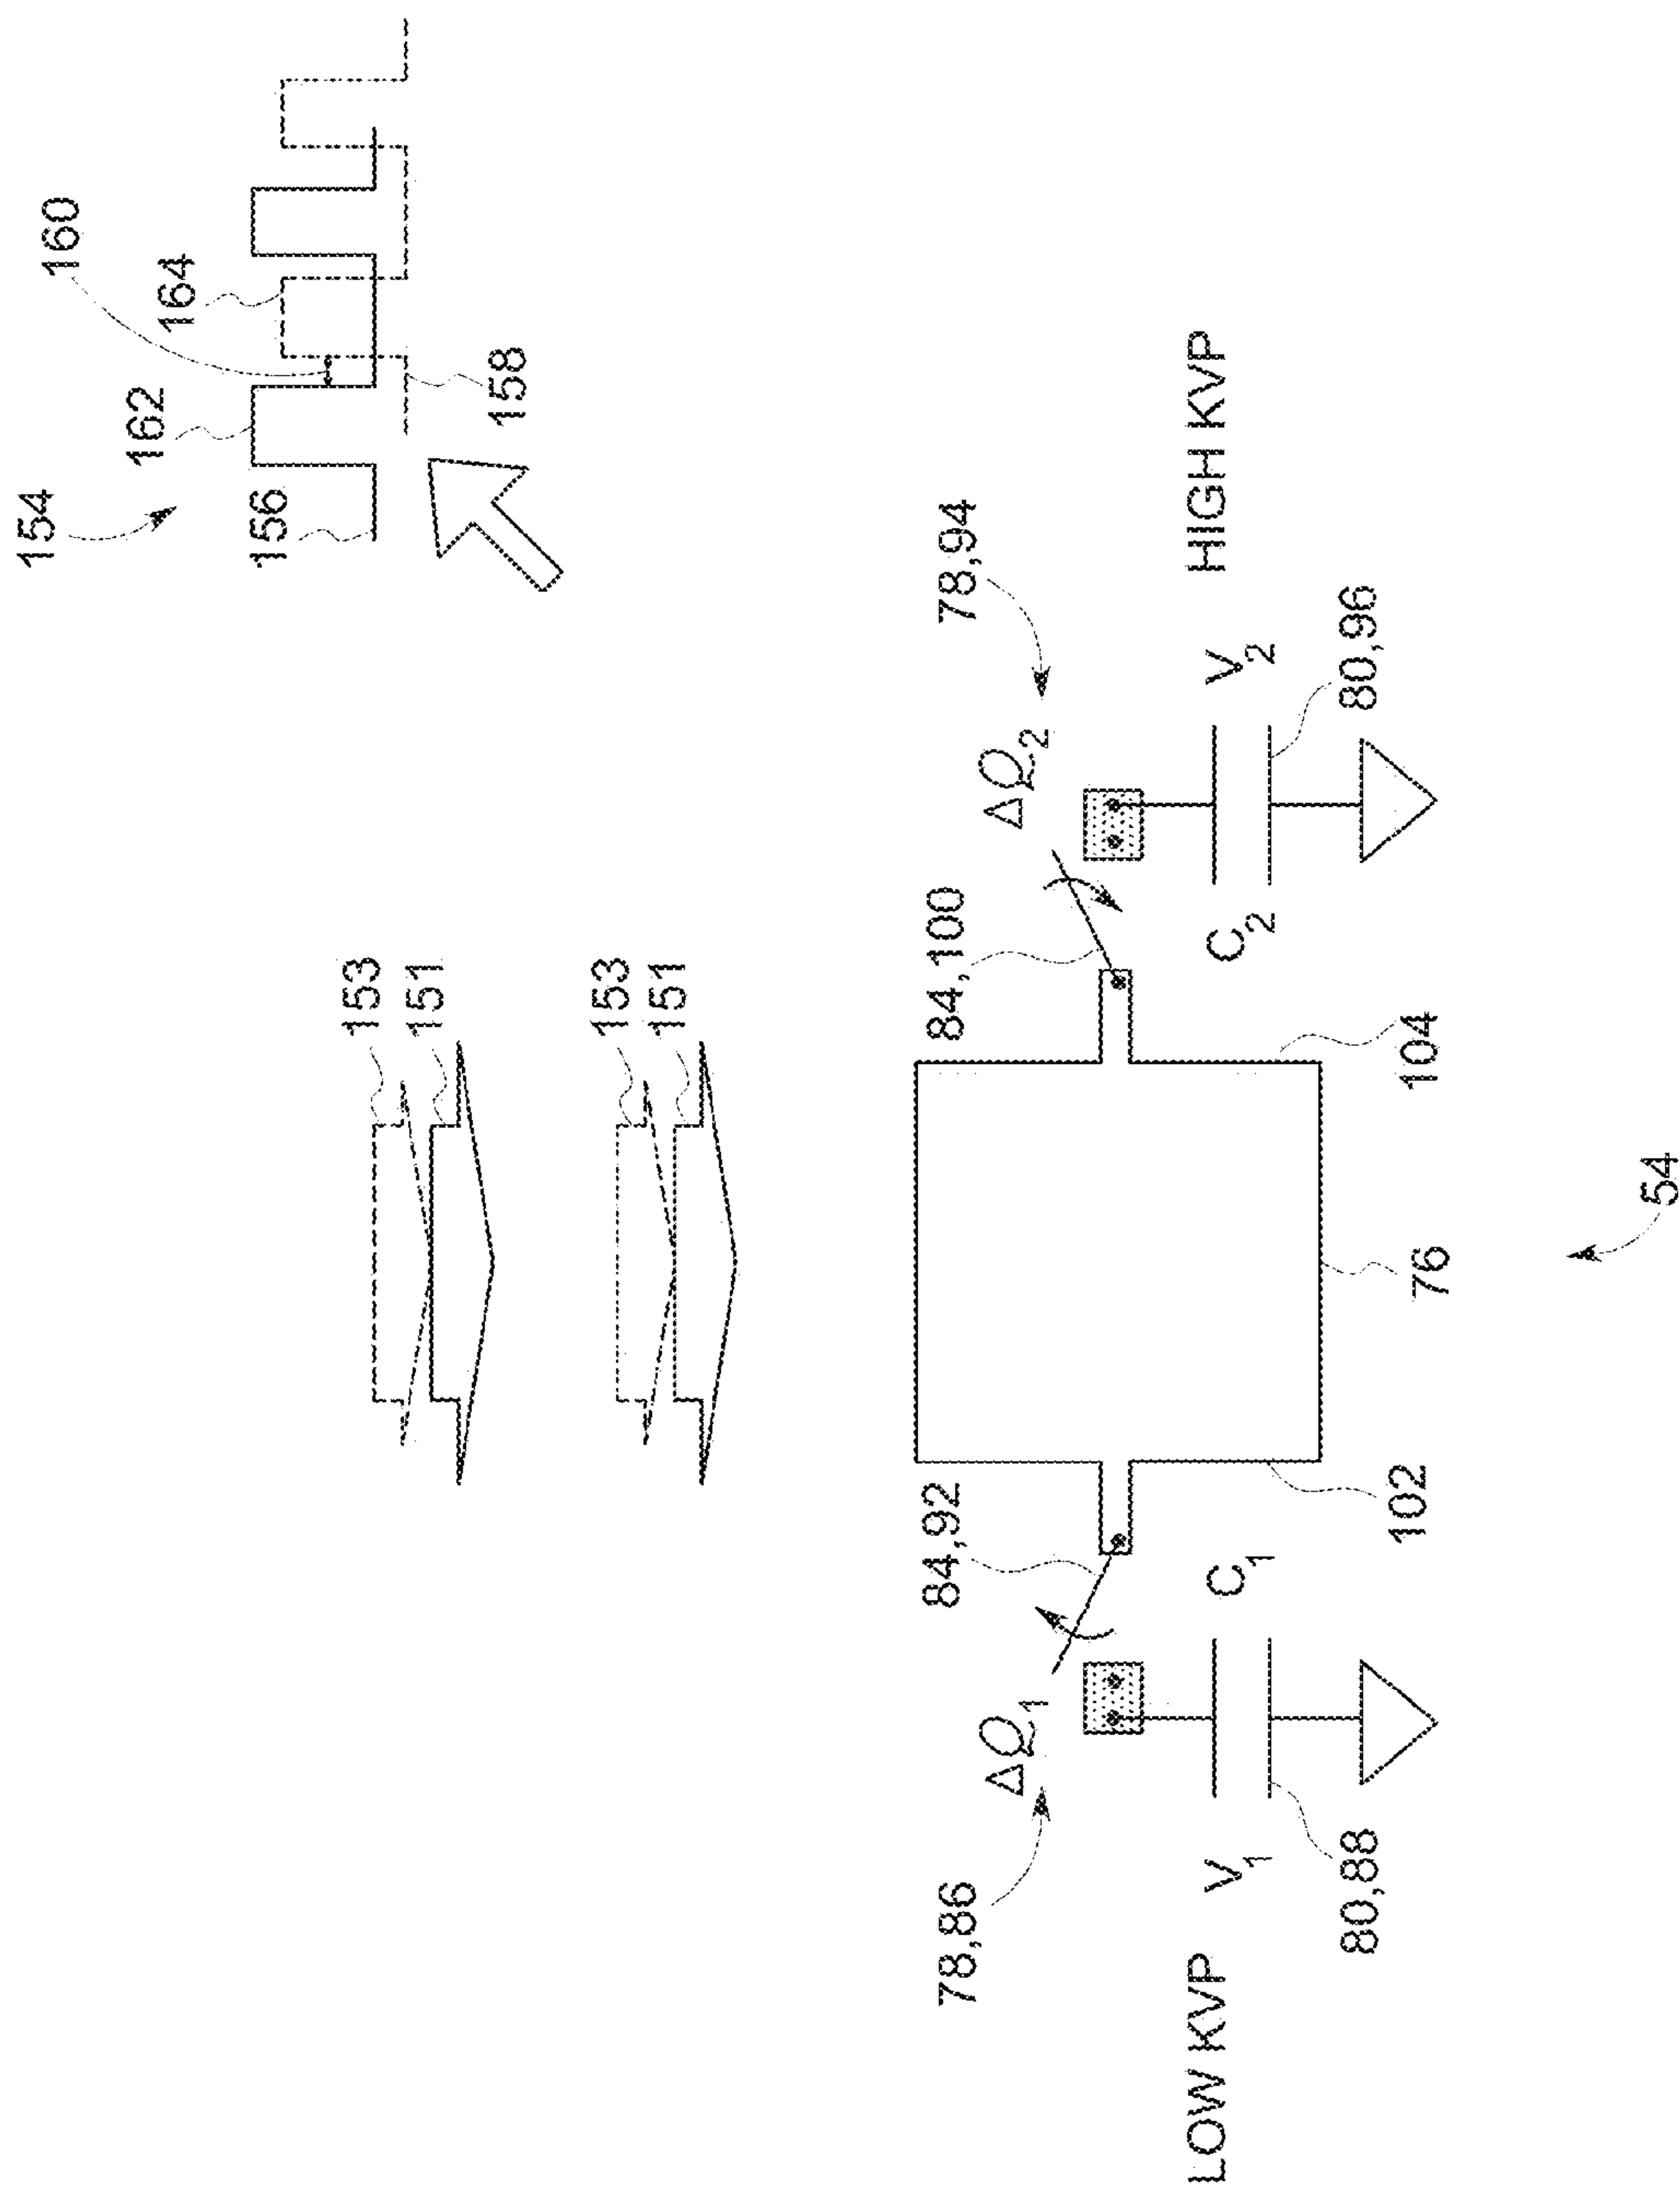 154
160
162
164
156
153
151
158
153
151
78,86
84,92
84,100
78,94
ΔQ₁
ΔQ₂
LOW KVP
V₁
C₁
C₂
V₂
HIGH KVP
80,88
80,96
102
76
104
54